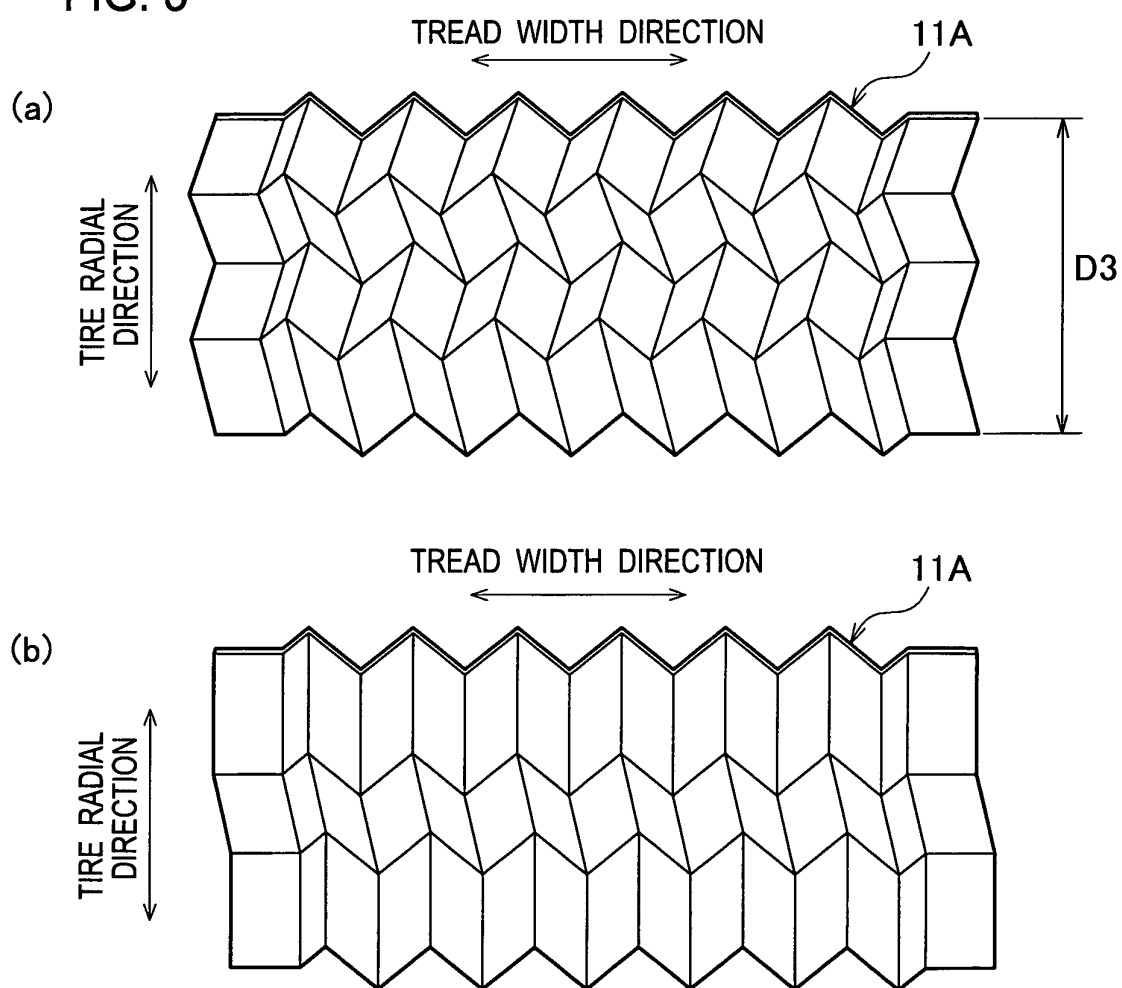 TREAD WIDTH DIRECTION
11A
(a)
TIRE RADIAL
DIRECTION
D3
TREAD WIDTH DIRECTION
11A
(b)
TIRE RADIAL
DIRECTION